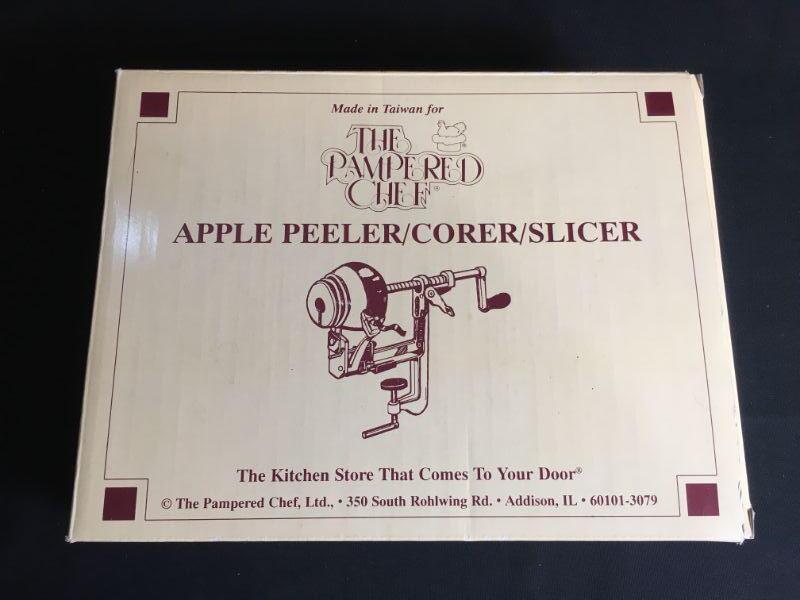 Made in Taiwan for
THE
PAMPERED
CHEF®
APPLE PEELER/CORER/SLICER
The Kitchen Store That Comes To Your Door®
© The Pampered Chef, Ltd., • 350 South Rohlwing Rd. • Addison, IL • 60101-3079